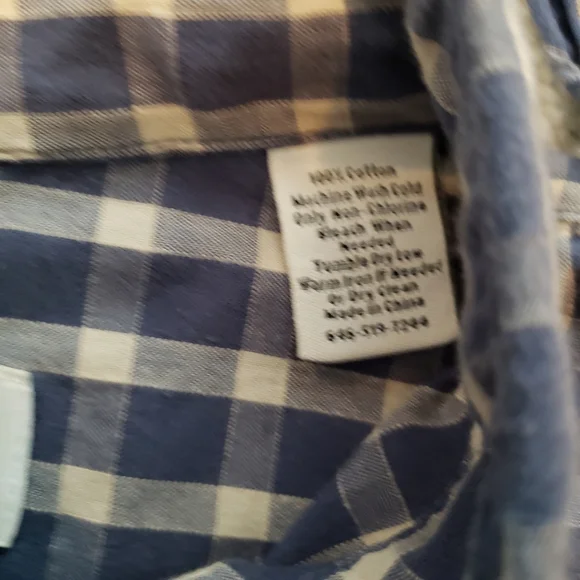 100% Cotton
Machine Wash Cold
Only Non-Chlorine
Bleach When
Needed
Tumble Dry Low
Warm Iron If Needed
Or Dry Clean
Made in China